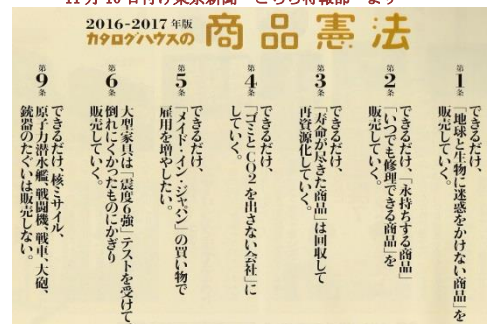 11月10日付け東京新聞 こちら特報部 より
2016-2017年版
カタログハウスの 商品憲法
第1条
できるだけ、
「地球と生物に迷惑をかけない商品」を
販売していく。
第2条
できるだけ、「永持ちする商品」
「いつでも修理できる商品」を
販売していく。
第3条
できるだけ、
「寿命が尽きた商品」は回収して
再資源化していく。
第4条
できるだけ、
「ゴミとCO2を出さない会社」に
していく。
第5条
できるだけ、
「メイド・イン・ジャパン」の買い物で
雇用を増やしたい。
第6条
大型家具は「震度6強」テストを受けて
倒れにくかったものにかぎり
販売していく。
第9条
できるだけ、核ミサイル、
原子力潜水艦、戦闘機、戦車、大砲、
銃器のたぐいは販売しない。